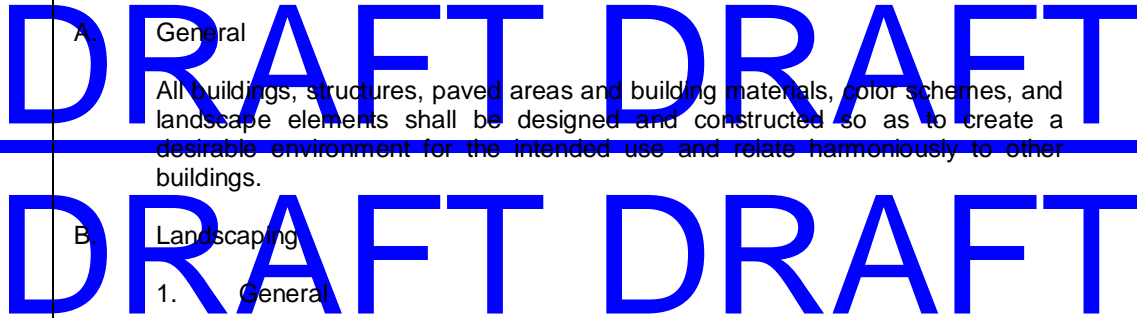 DRAFT DRAFT
A. General
All buildings, structures, paved areas and building materials, color schemes, and
landscape elements shall be designed and constructed so as to create a
desirable environment for the intended use and relate harmoniously to other
buildings.
DRAFT DRAFT
B. Landscaping
1. General